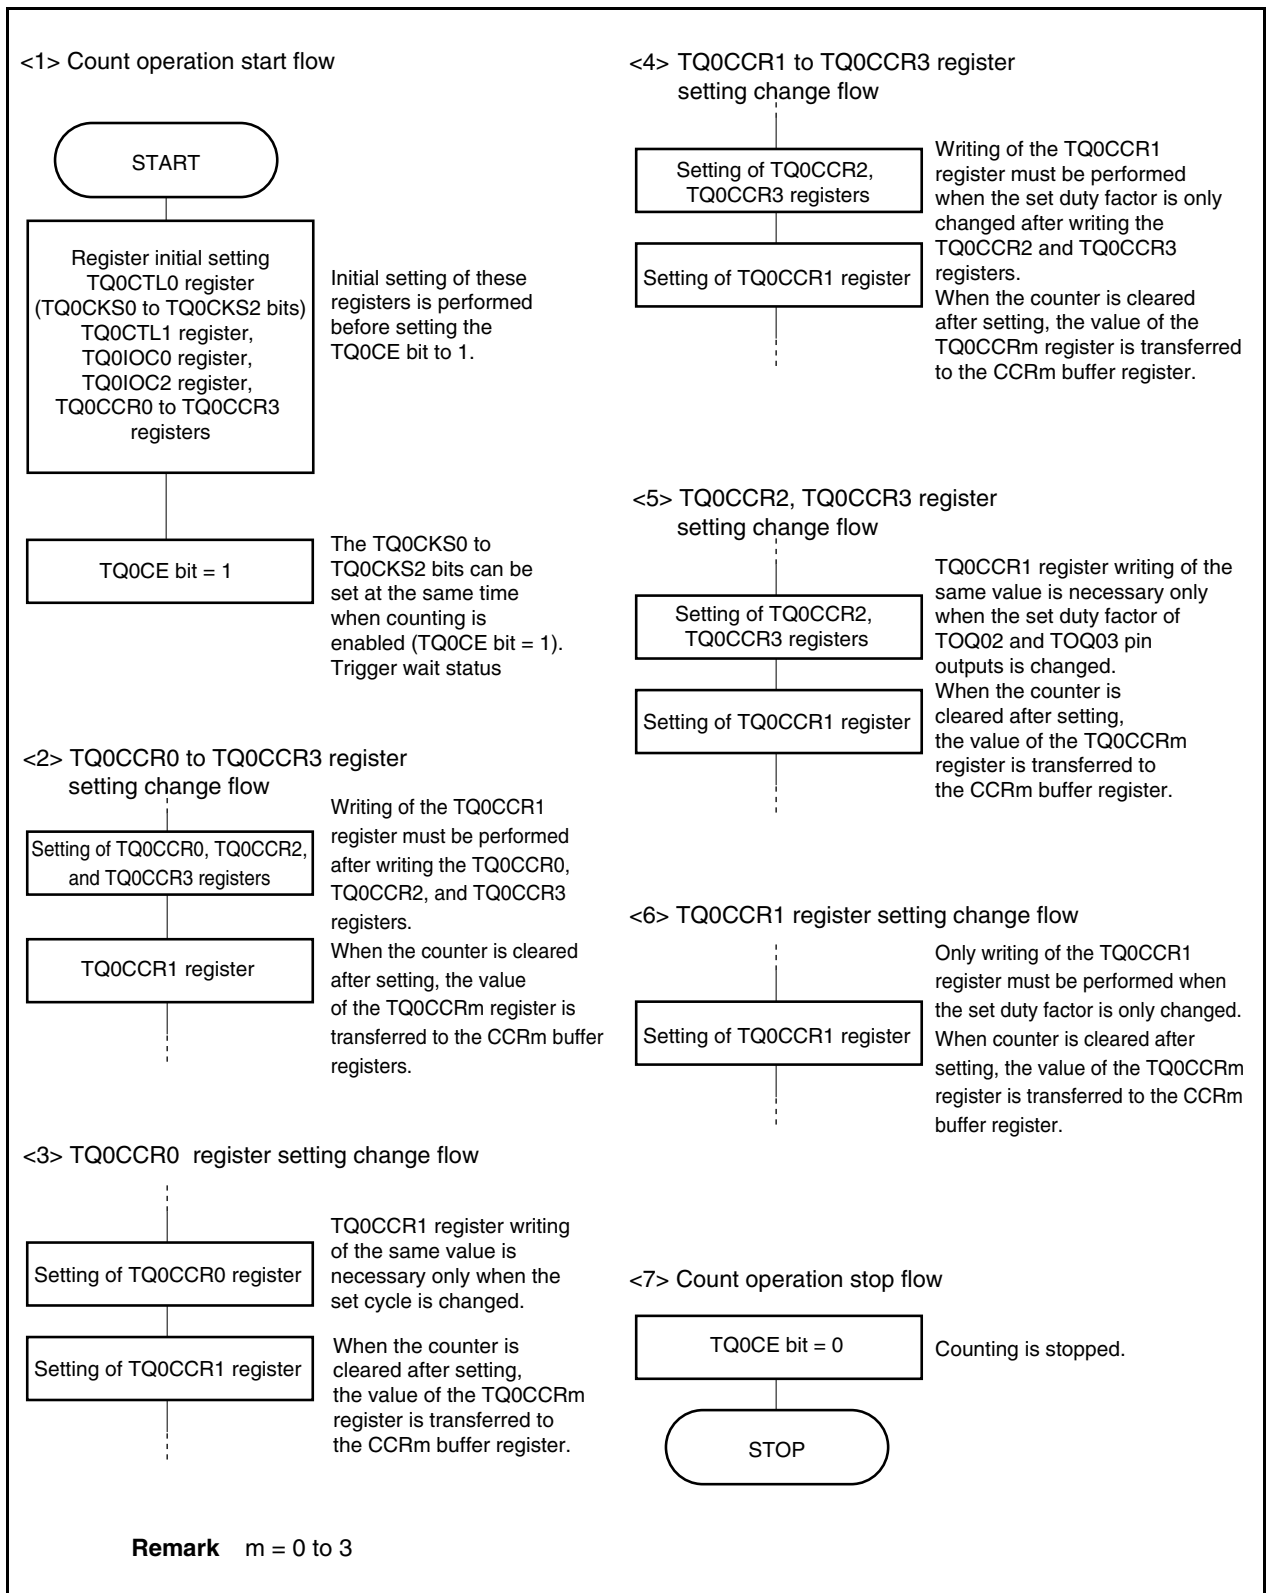 <1> Count operation start flow
START
Register initial setting
TQ0CTL0 register
(TQ0CKS0 to TQ0CKS2 bits)
TQ0CTL1 register,
TQ0IOC0 register,
TQ0IOC2 register,
TQ0CCR0 to TQ0CCR3
registers
Initial setting of these
registers is performed
before setting the
TQ0CE bit to 1.
TQ0CE bit = 1
The TQ0CKS0 to
TQ0CKS2 bits can be
set at the same time
when counting is
enabled (TQ0CE bit = 1).
Trigger wait status
<2> TQ0CCR0 to TQ0CCR3 register
setting change flow
Setting of TQ0CCR0, TQ0CCR2,
and TQ0CCR3 registers
TQ0CCR1 register
Writing of the TQ0CCR1
register must be performed
after writing the TQ0CCR0,
TQ0CCR2, and TQ0CCR3
registers.
When the counter is cleared
after setting, the value
of the TQ0CCRm register is
transferred to the CCRm buffer
registers.
<3> TQ0CCR0 register setting change flow
Setting of TQ0CCR0 register
Setting of TQ0CCR1 register
TQ0CCR1 register writing
of the same value is
necessary only when the
set cycle is changed.
When the counter is
cleared after setting,
the value of the TQ0CCRm
register is transferred to
the CCRm buffer register.
<4> TQ0CCR1 to TQ0CCR3 register
setting change flow
Setting of TQ0CCR2,
TQ0CCR3 registers
Setting of TQ0CCR1 register
Writing of the TQ0CCR1
register must be performed
when the set duty factor is only
changed after writing the
TQ0CCR2 and TQ0CCR3
registers.
When the counter is cleared
after setting, the value of the
TQ0CCRm register is transferred
to the CCRm buffer register.
<5> TQ0CCR2, TQ0CCR3 register
setting change flow
Setting of TQ0CCR2,
TQ0CCR3 registers
Setting of TQ0CCR1 register
TQ0CCR1 register writing of the
same value is necessary only
when the set duty factor of
TOQ02 and TOQ03 pin
outputs is changed.
When the counter is
cleared after setting,
the value of the TQ0CCRm
register is transferred to
the CCRm buffer register.
<6> TQ0CCR1 register setting change flow
Setting of TQ0CCR1 register
Only writing of the TQ0CCR1
register must be performed when
the set duty factor is only changed.
When counter is cleared after
setting, the value of the TQ0CCRm
register is transferred to the CCRm
buffer register.
<7> Count operation stop flow
TQ0CE bit = 0
Counting is stopped.
STOP
Remark m = 0 to 3